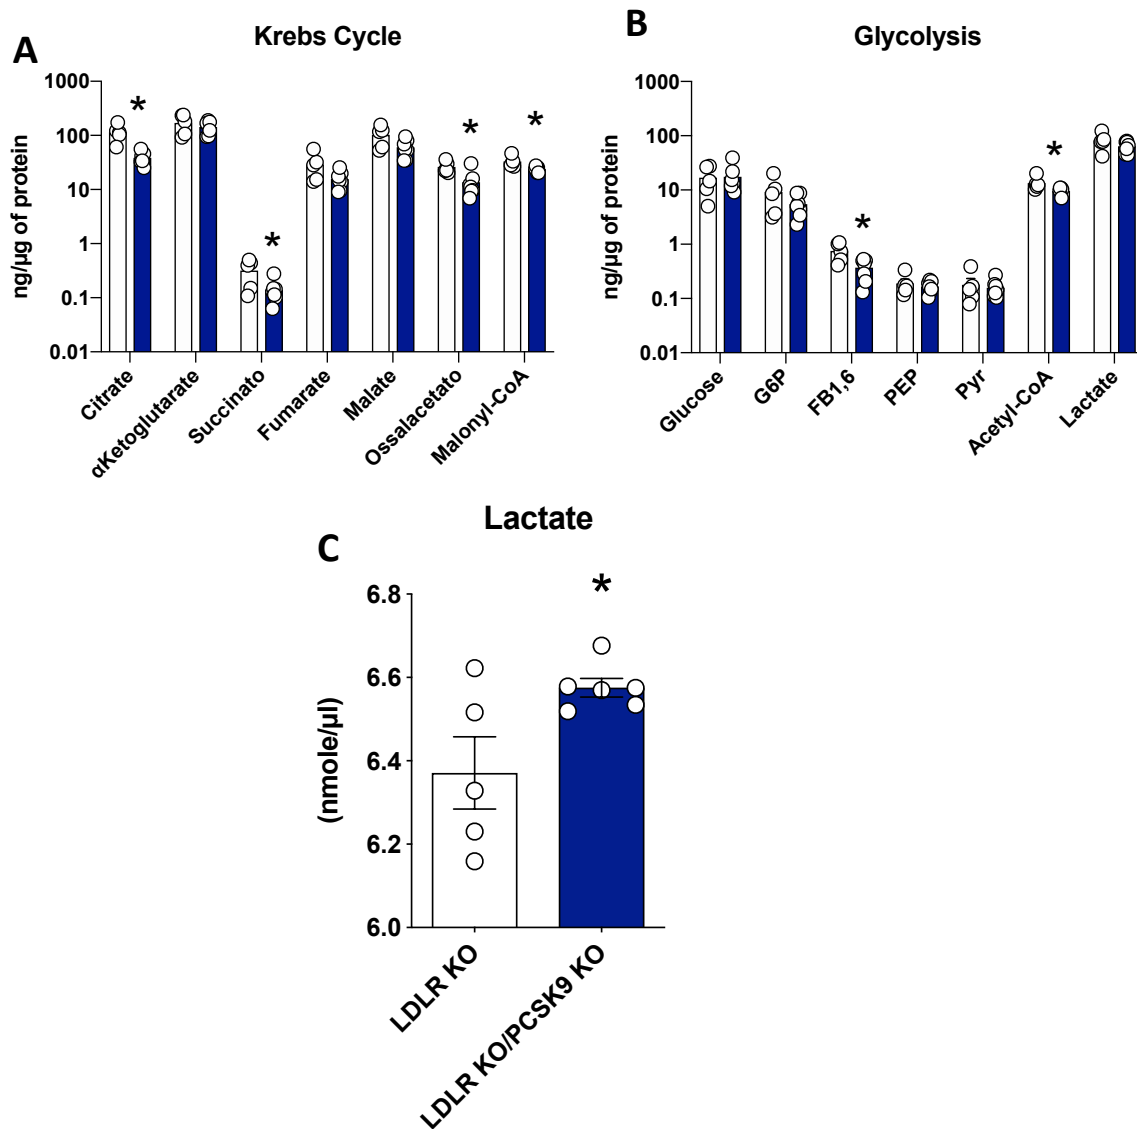 A
Krebs Cycle
ng/µg of protein
1000
100
10
1
0.1
0.01
*
*
*
*
Citrate
αKetoglutarate
Succinato
Fumarate
Malate
Ossalacetato
Malonyl-CoA
B
Glycolysis
ng/µg of protein
1000
100
10
1
0.1
0.01
*
*
Glucose
G6P
FB1,6
PEP
Pyr
Acetyl-CoA
Lactate
C
Lactate
(nmole/µl)
6.8
6.6
6.4
6.2
6.0
*
LDLR KO
LDLR KO/PCSK9 KO